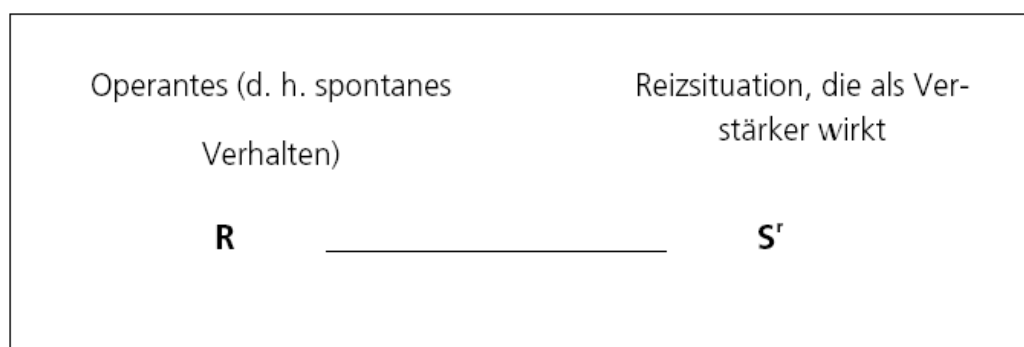 Operantes (d. h. spontanes
Verhalten)
Reizsituation, die als Ver-
stärker wirkt
R
Sʳ